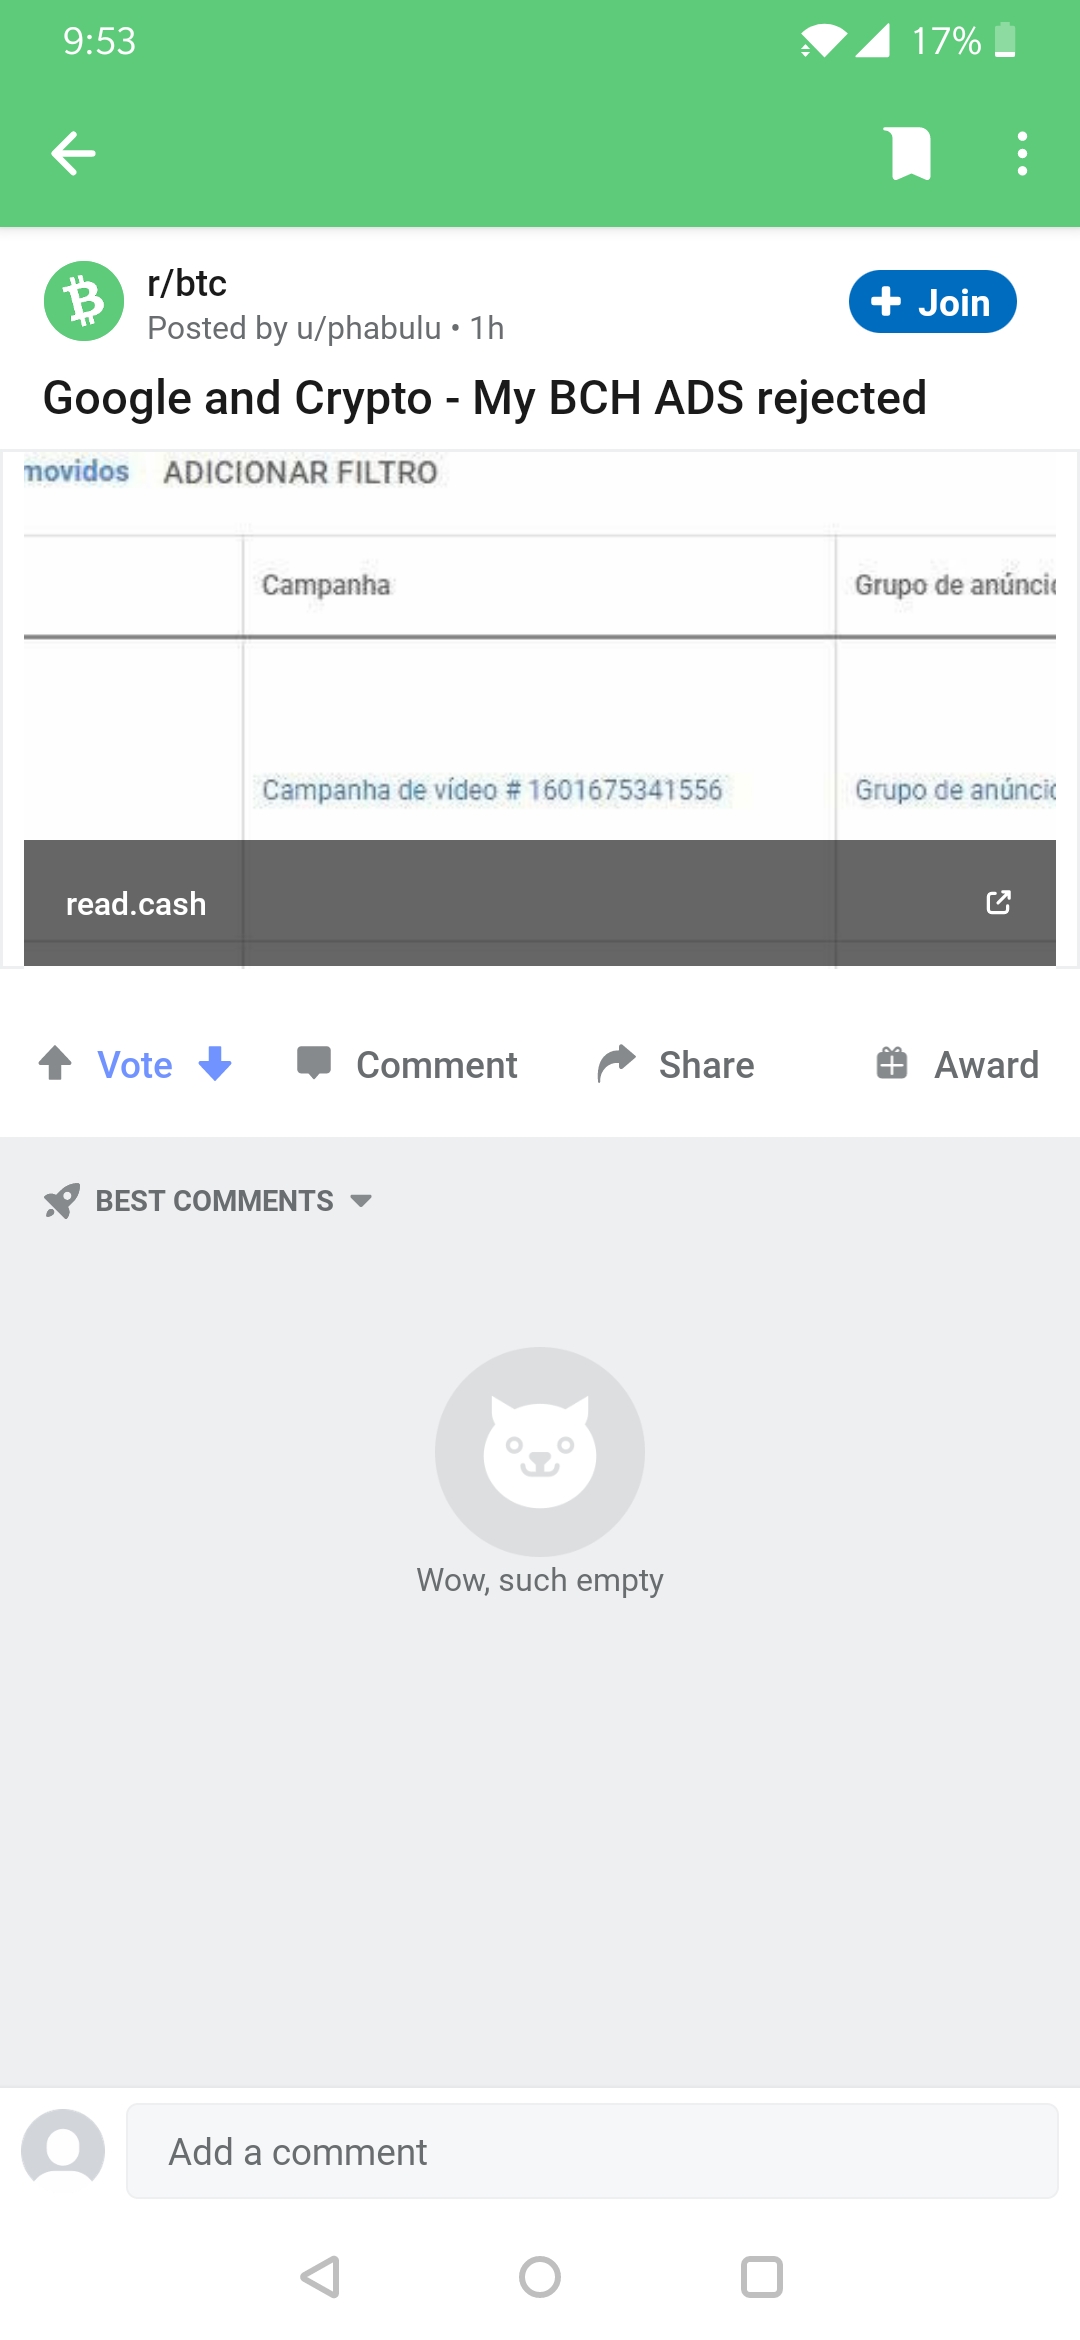 9:53
17%
r/btc
Posted by u/phabulu • 1h
Join
Google and Crypto - My BCH ADS rejected
movidos ADICIONAR FILTRO
Campanha Grupo de anúnci
Campanha de vídeo # 1601675341556 Grupo de anúnci
read.cash
Vote Comment Share Award
BEST COMMENTS
Wow, such empty
Add a comment